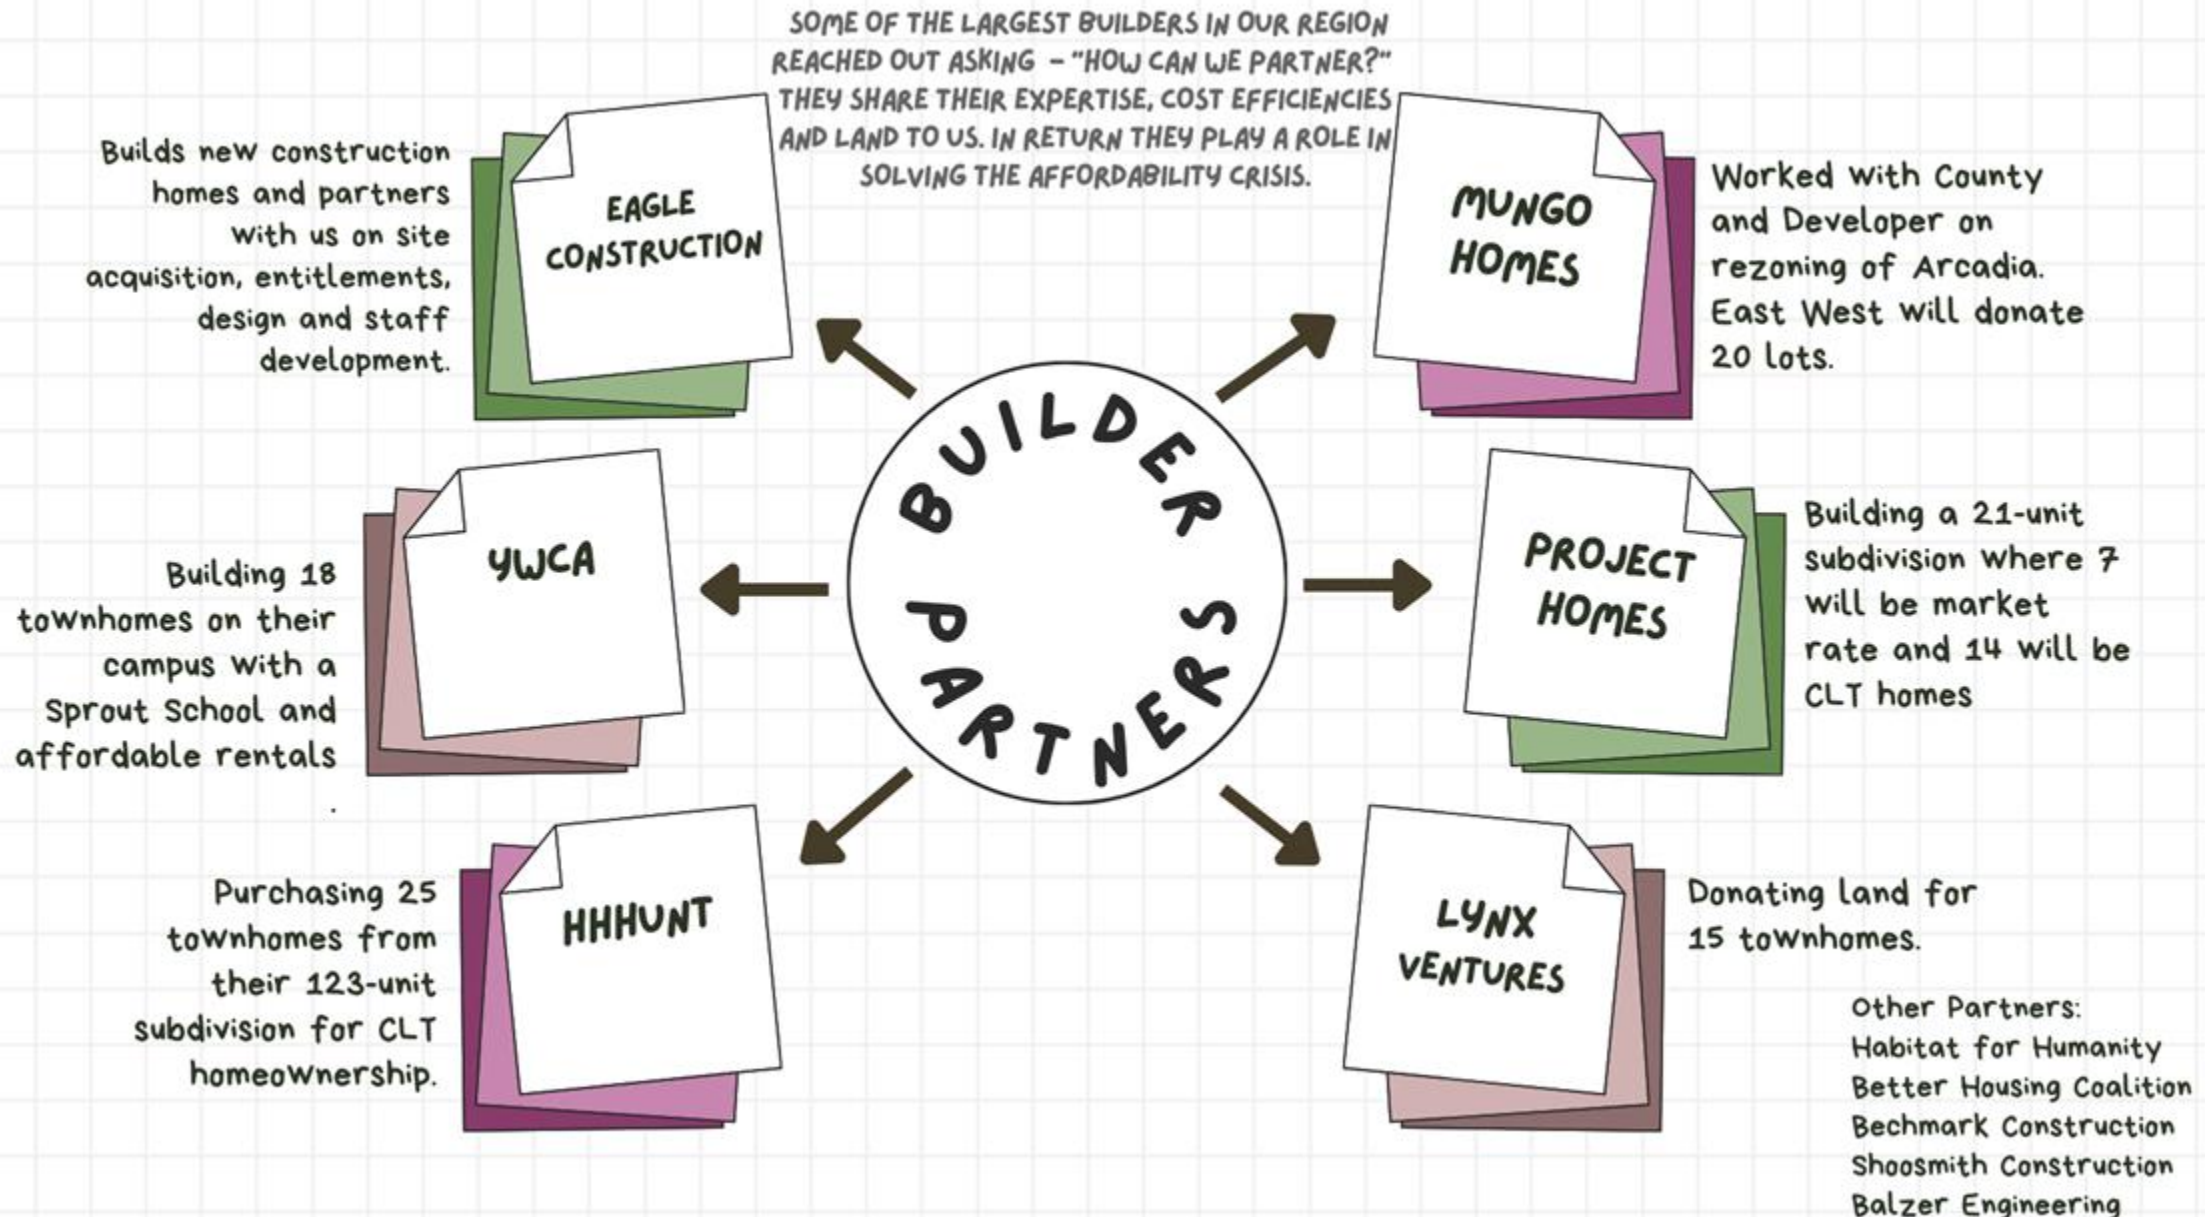 SOME OF THE LARGEST BUILDERS IN OUR REGION
REACHED OUT ASKING - "HOW CAN WE PARTNER?"
THEY SHARE THEIR EXPERTISE, COST EFFICIENCIES
AND LAND TO US. IN RETURN THEY PLAY A ROLE IN
SOLVING THE AFFORDABILITY CRISIS.
Builds new construction
homes and partners
with us on site
acquisition, entitlements,
design and staff
development.
EAGLE
CONSTRUCTION
MUNGO
HOMES
Worked with County
and Developer on
rezoning of Arcadia.
East West will donate
20 lots.
BUILDER
PARTNERS
Building 18
townhomes on their
campus with a
Sprout School and
affordable rentals
.
YWCA
PROJECT
HOMES
Building a 21-unit
subdivision where 7
will be market
rate and 14 will be
CLT homes
Purchasing 25
townhomes from
their 123-unit
subdivision for CLT
homeownership.
HHHUNT
LYNX
VENTURES
Donating land for
15 townhomes.
Other Partners:
Habitat for Humanity
Better Housing Coalition
Bechmark Construction
Shoosmith Construction
Balzer Engineering